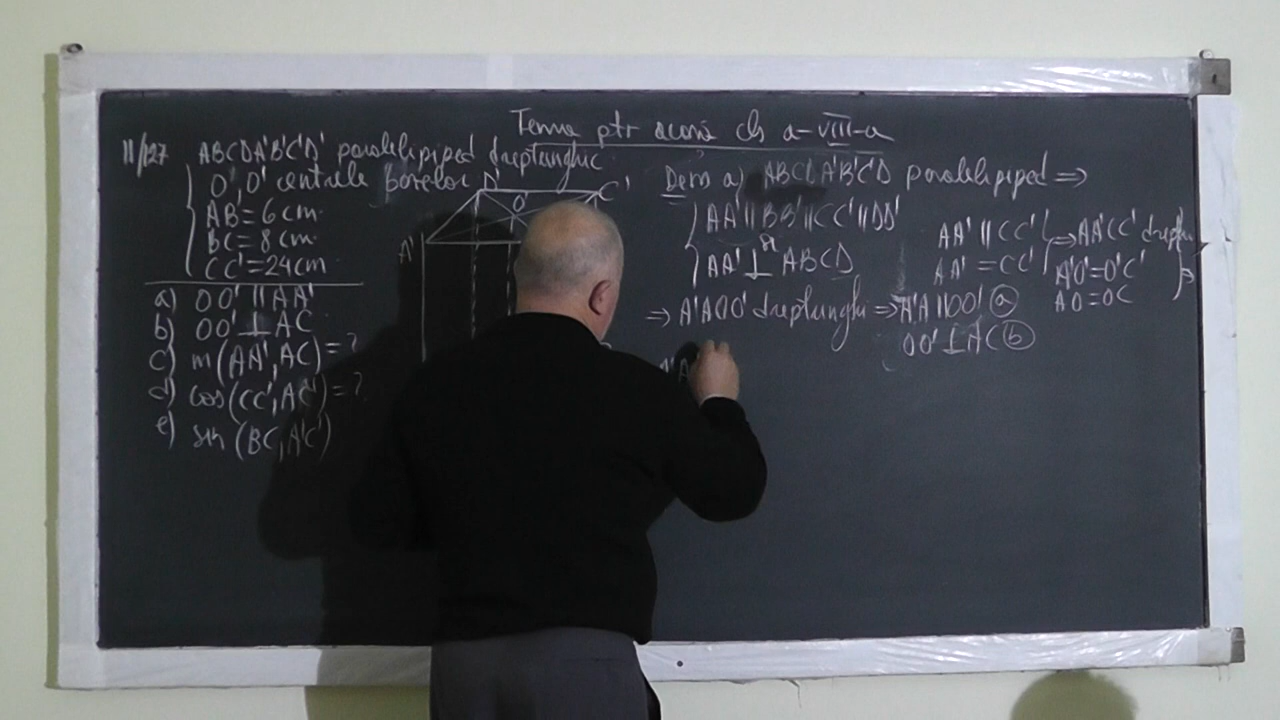 Tema ptr acasă cls a-VIII-a
11/127 ABCDA'B'C'D' paralelipiped dreptunghic
O, O' centrele bazelor
AB = 6 cm
BC = 8 cm
CC' = 24 cm
a) OO' || AA'
b) OO' ⊥ AC
c) m(AA', AC) = ?
d) cos(CC', AC') = ?
e) sin(BC, A'C')
D'
C'
O'
A'
Dem a) ABCDA'B'C'D' paralelipiped ⇒
AA' || BB' || CC' || DD'
AA' ⊥ ABCD
AA' || CC'
AA' = CC'
⇒ AA'CC'
A'O' = O'C'
AO = OC
⇒
⇒ A'AOO' dreptunghi ⇒ A'A || OO' (a)
OO' ⊥ AC (b)